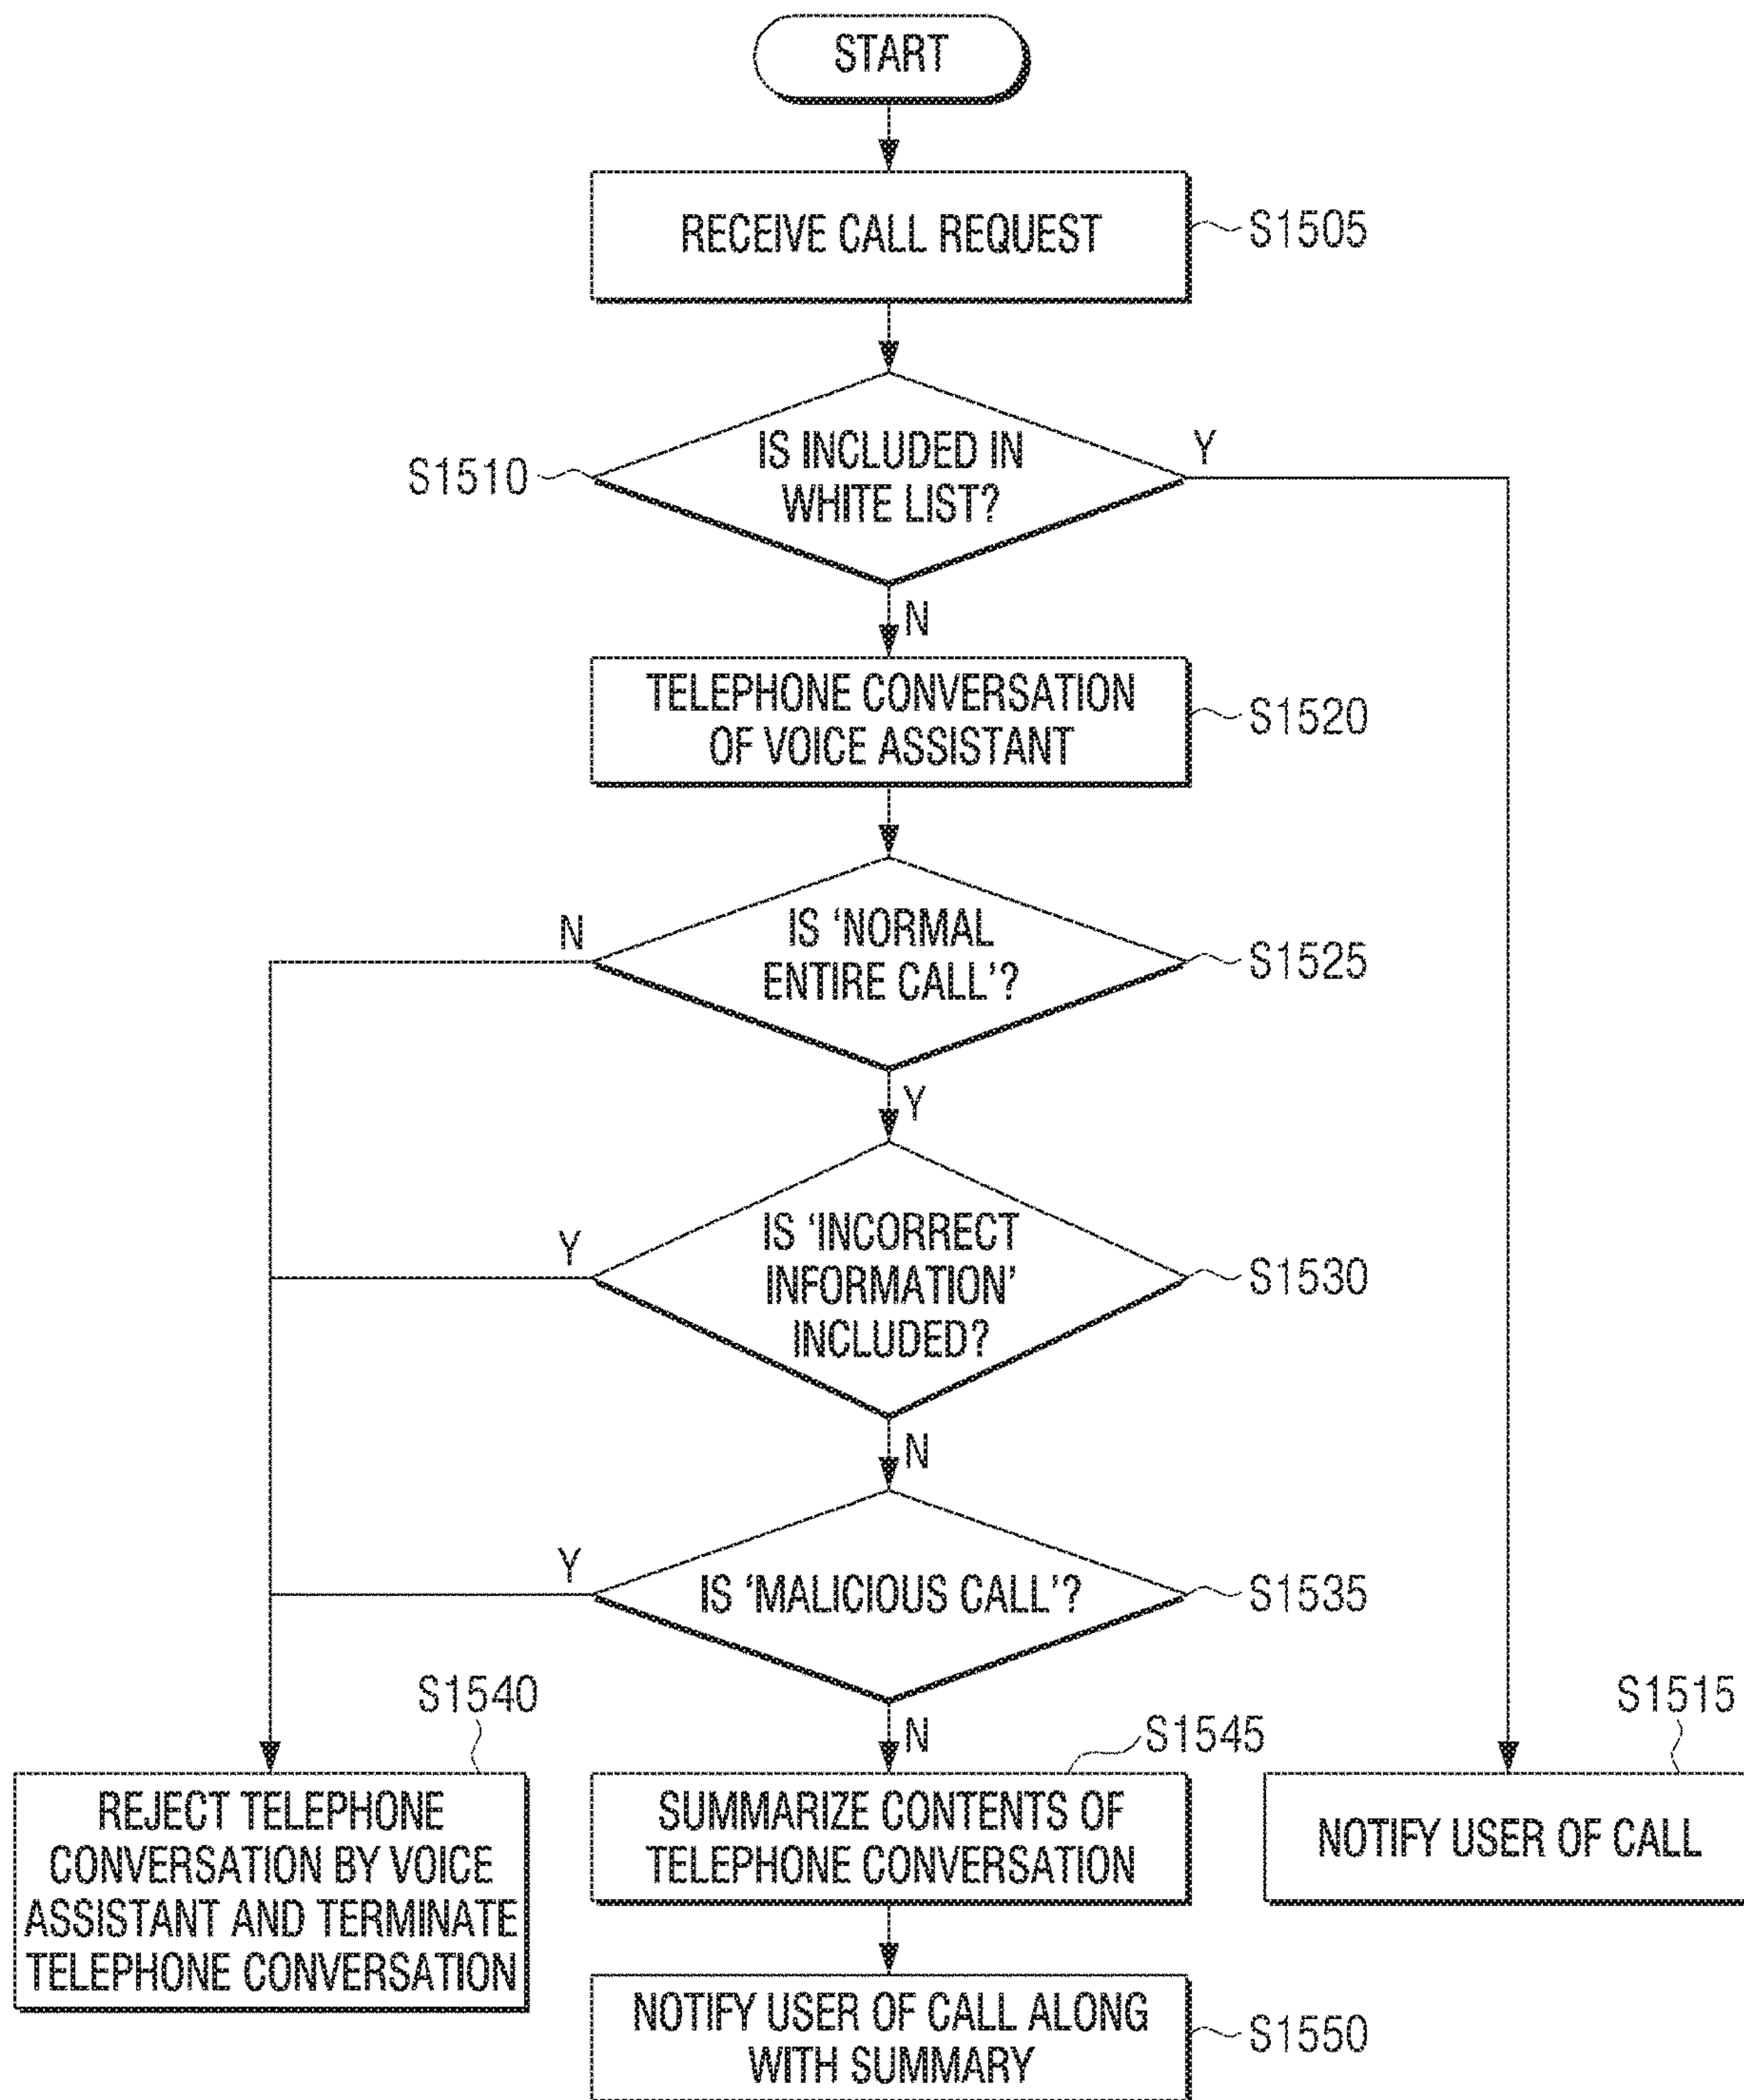 START
RECEIVE CALL REQUEST
S1505
IS INCLUDED IN
WHITE LIST?
S1510
Y
N
TELEPHONE CONVERSATION
OF VOICE ASSISTANT
S1520
IS ‘NORMAL
ENTIRE CALL’?
S1525
N
Y
IS ‘INCORRECT
INFORMATION’
INCLUDED?
S1530
Y
N
IS ‘MALICIOUS CALL’?
S1535
Y
N
S1540
REJECT TELEPHONE
CONVERSATION BY VOICE
ASSISTANT AND TERMINATE
TELEPHONE CONVERSATION
S1545
SUMMARIZE CONTENTS OF
TELEPHONE CONVERSATION
S1515
NOTIFY USER OF CALL
NOTIFY USER OF CALL ALONG
WITH SUMMARY
S1550